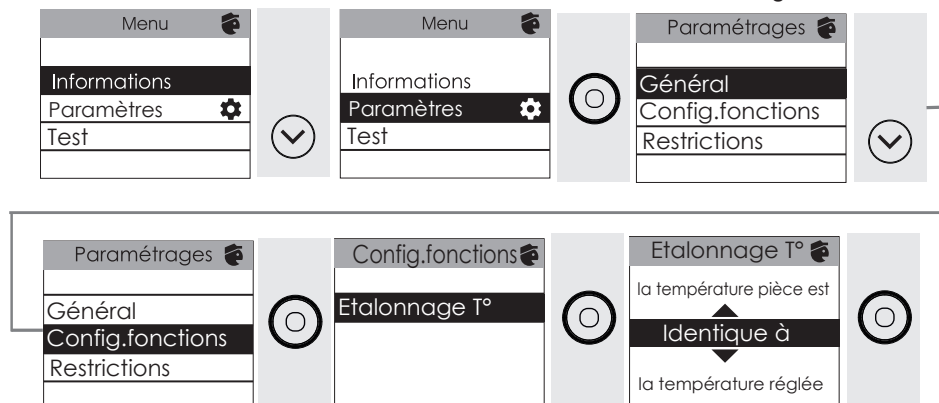 Menu
Informations
Paramètres
Test
Menu
Informations
Paramètres
Test
Paramétrages
Général
Config.fonctions
Restrictions
Paramétrages
Général
Config.fonctions
Restrictions
Config.fonctions
Etalonnage T°
Etalonnage T°
la température pièce est
Identique à
la température réglée